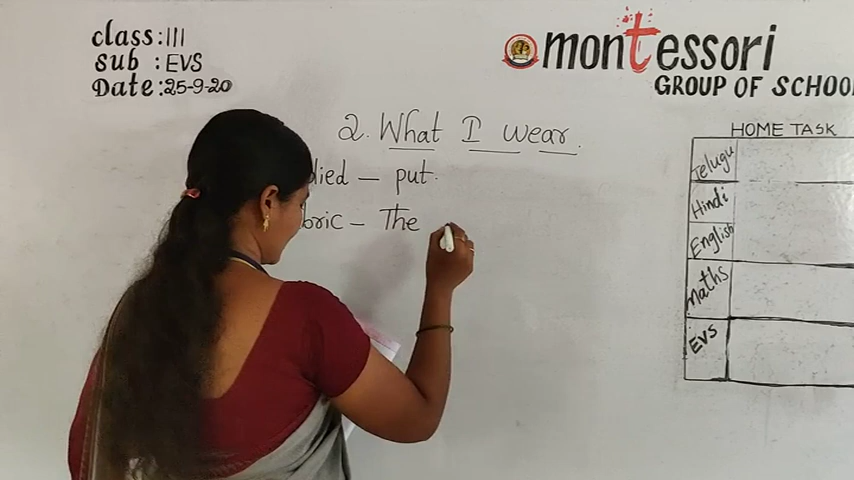 class:III
sub : EVS
Date:25-9-20
montessori
GROUP OF SCHOO
2. What I wear.
died – put
bric – The
HOME TASK
Telugu
Hindi
English
Maths
EVS